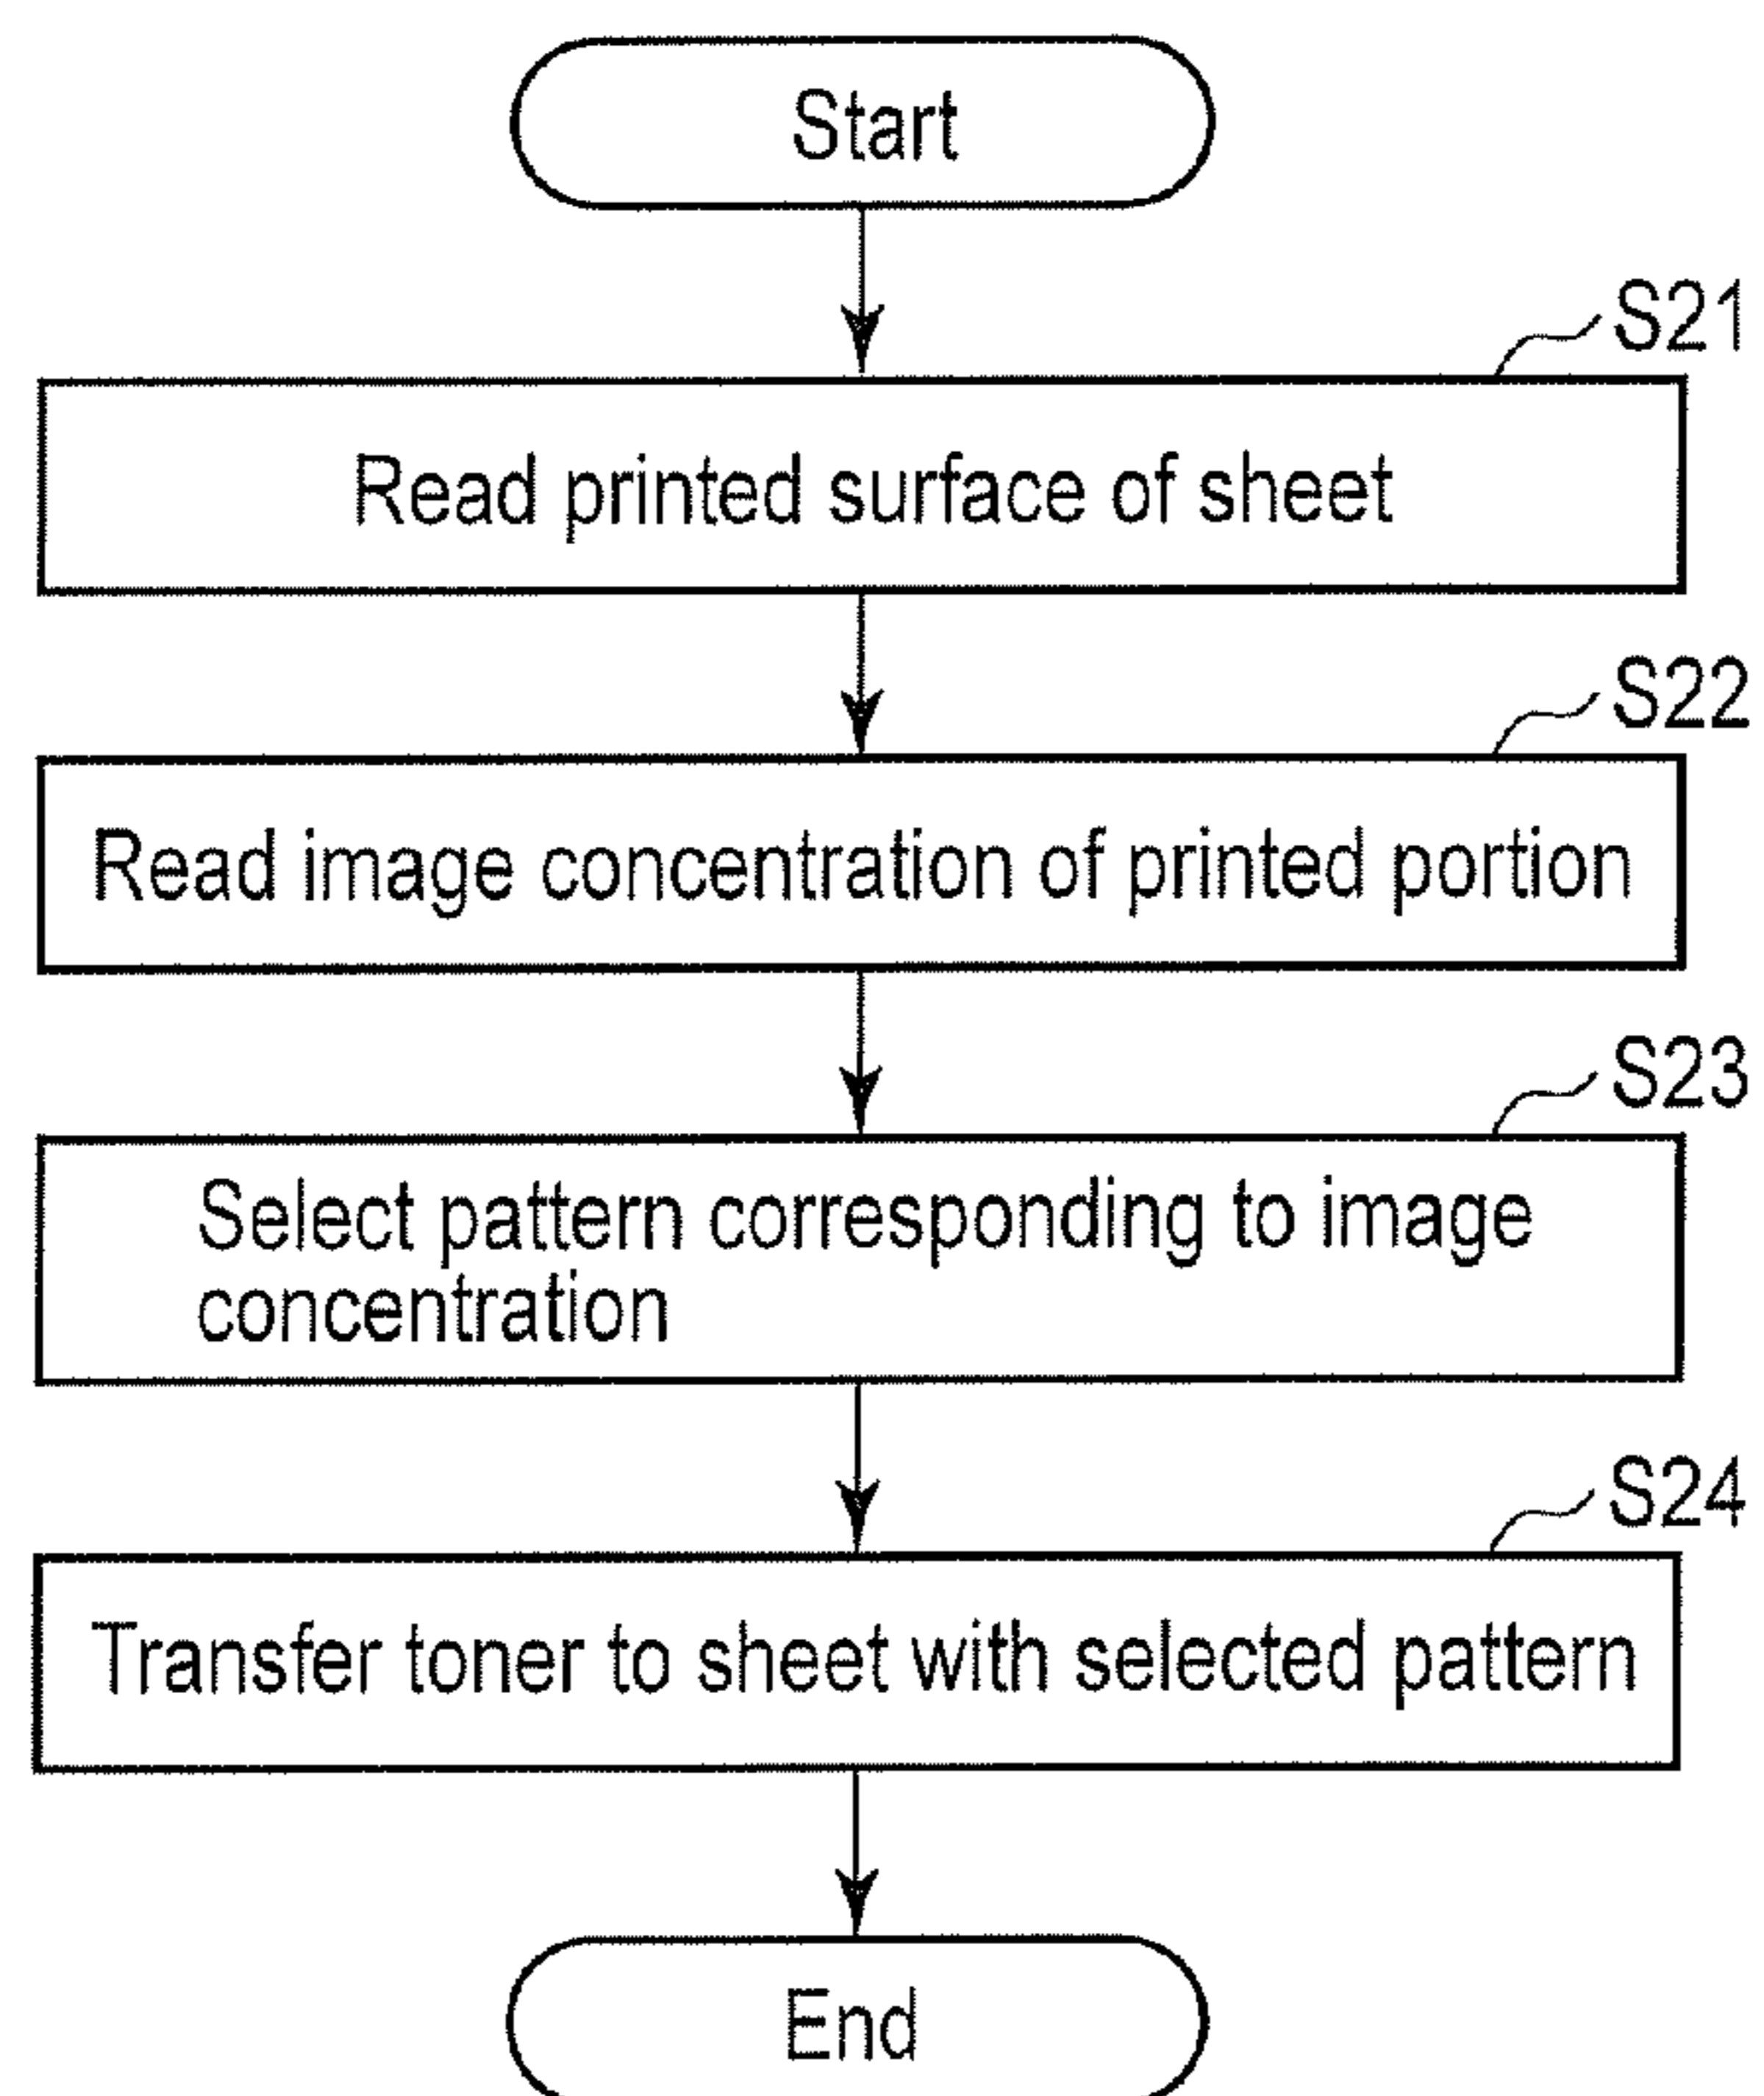 Start
S21
Read printed surface of sheet
S22
Read image concentration of printed portion
S23
Select pattern corresponding to image
concentration
S24
Transfer toner to sheet with selected pattern
End